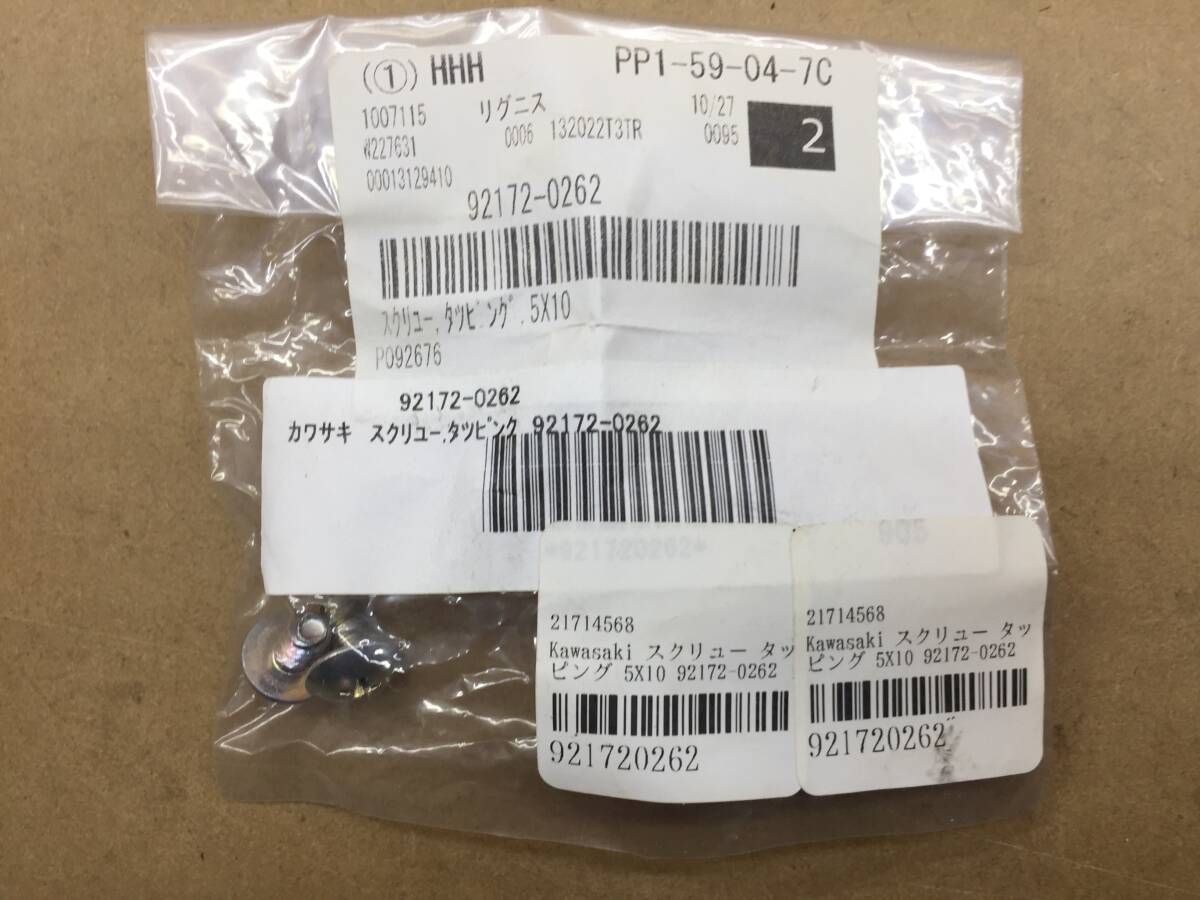 (①) HHH PP1-59-04-7C
1007115 リグニス 10/27
W227631 0006 132022T3TR 0095 2
00013129410
92172-0262
ｽｸﾘｭｰ,ﾀﾂﾋﾟﾝｸﾞ,5X10
P092676
92172-0262
ｶﾜｻｷ ｽｸﾘﾕｰ,ﾀﾂﾋﾟﾝｸ 92172-0262
*921720262* 905
21714568
Kawasaki スクリュー タッ
ピング 5X10 92172-0262
921720262
21714568
Kawasaki スクリュー タッ
ピング 5X10 92172-0262
921720262